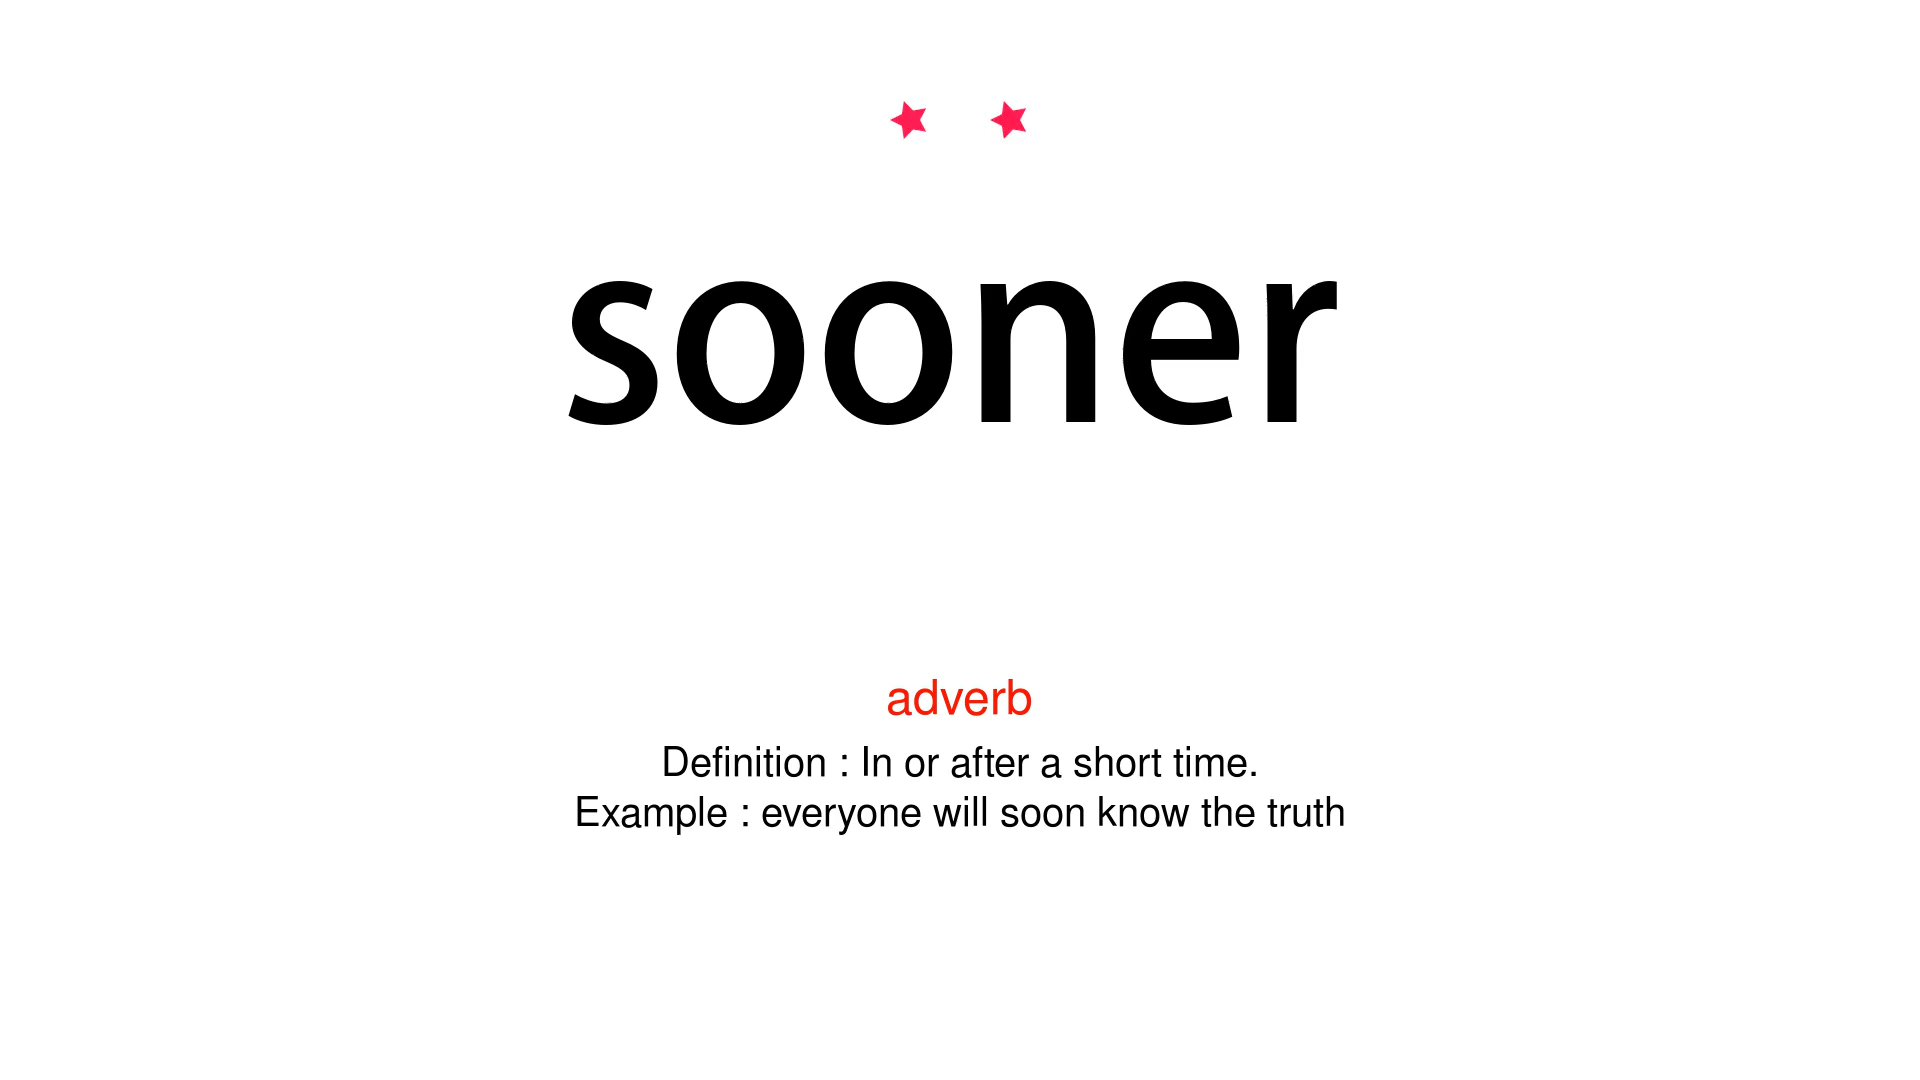 sooner
adverb
Definition : In or after a short time.
Example : everyone will soon know the truth